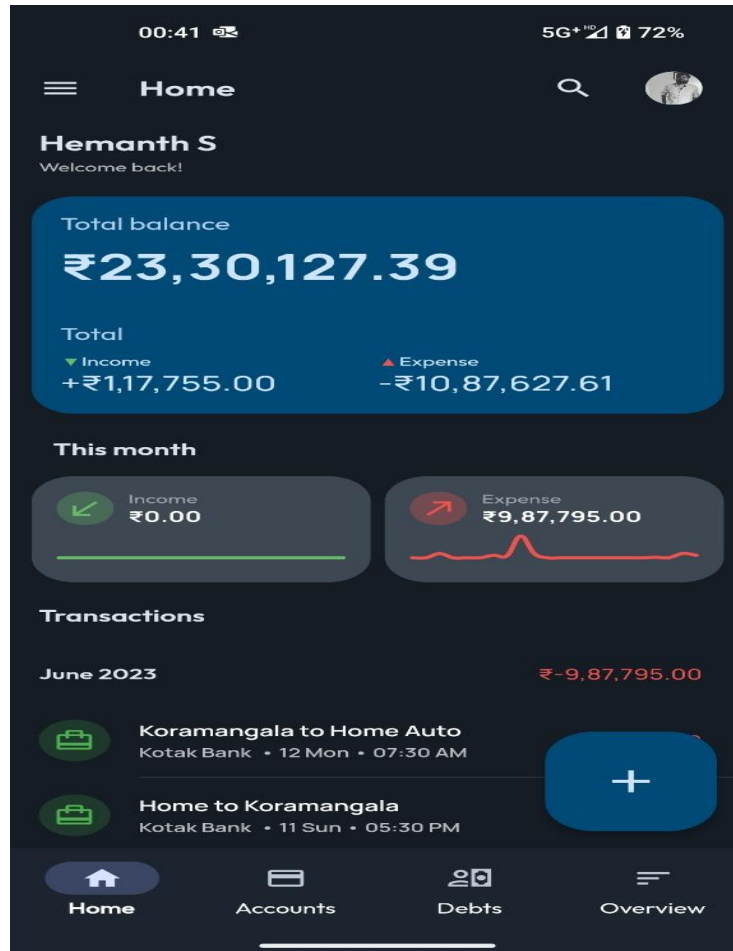 00:41 5G+ HD 72%
Home
Hemanth S
Welcome back!
Total balance
₹23,30,127.39
Total
Income Expense
+₹1,17,755.00 -₹10,87,627.61
This month
Income Expense
₹0.00 ₹9,87,795.00
Transactions
June 2023 ₹-9,87,795.00
Koramangala to Home Auto
Kotak Bank • 12 Mon • 07:30 AM
Home to Koramangala
Kotak Bank • 11 Sun • 05:30 PM
Home Accounts Debts Overview